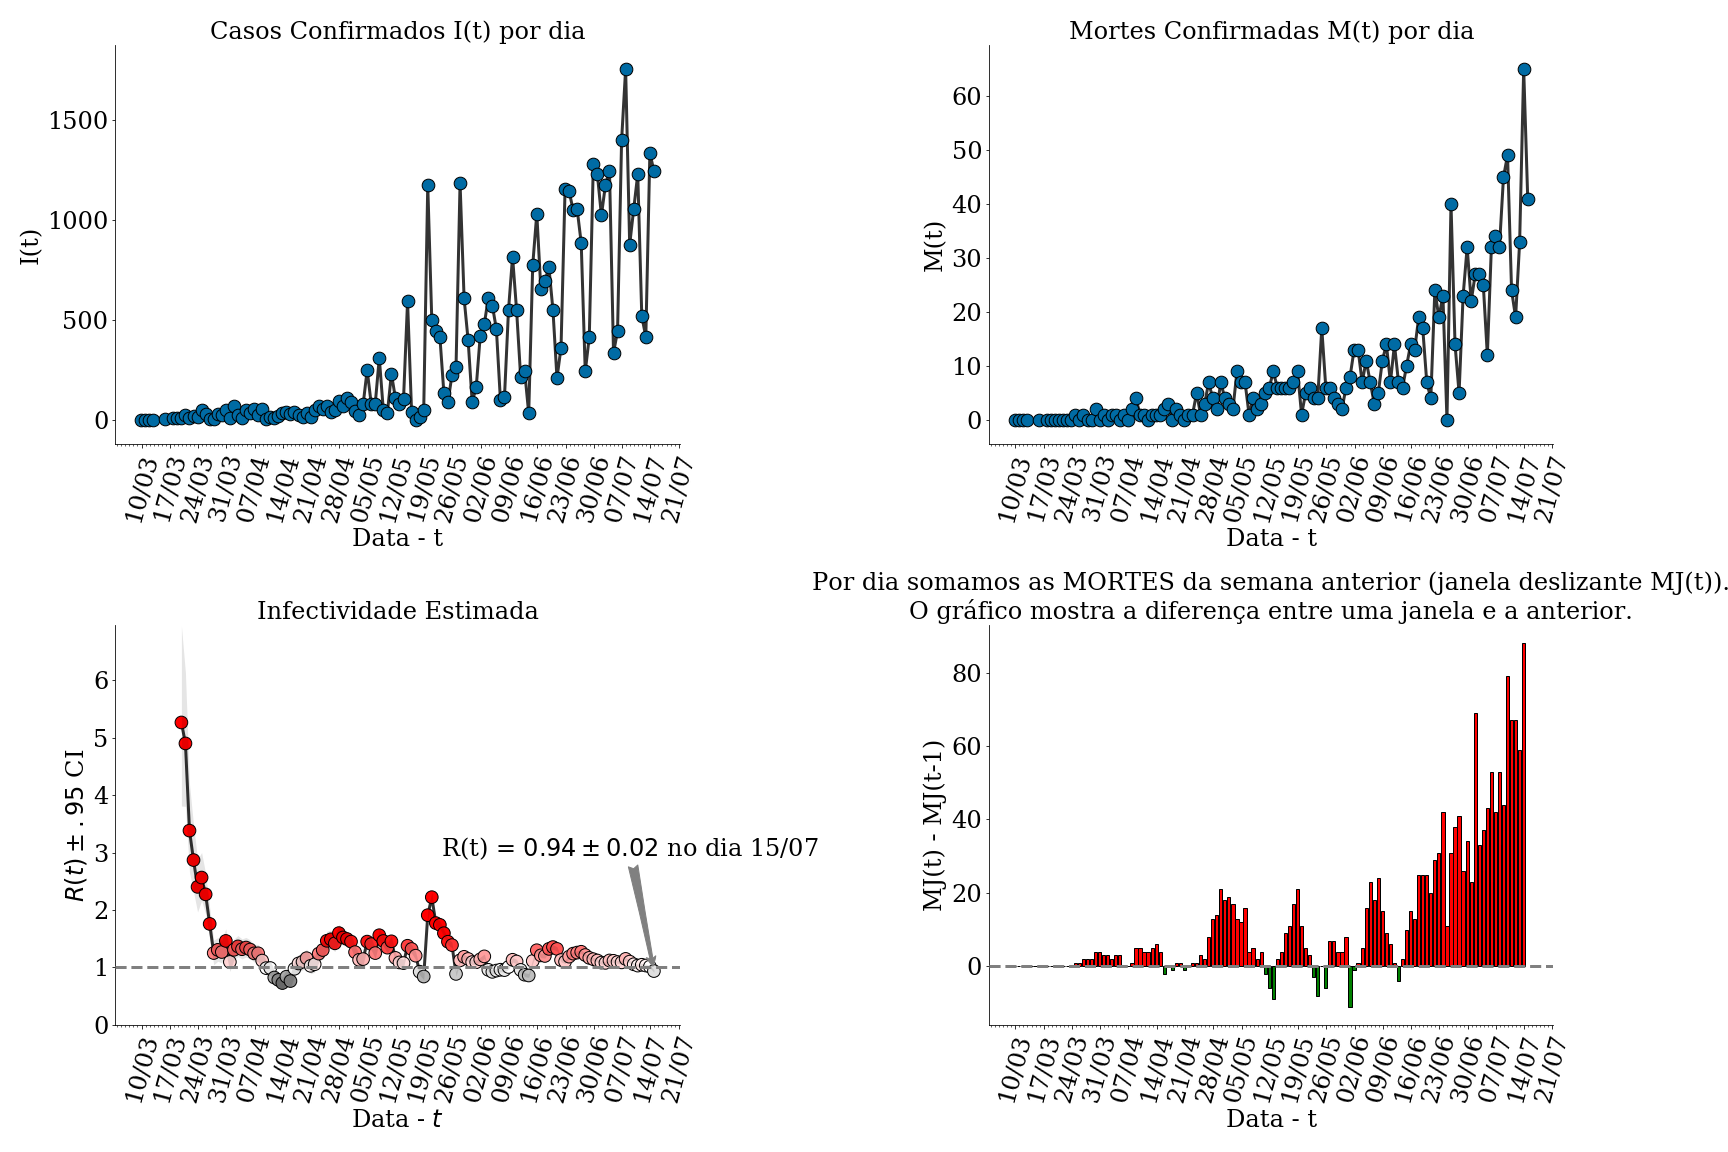 Casos Confirmados I(t) por dia
I(t)
1500
1000
500
0
10/03 17/03 24/03 31/03 07/04 14/04 21/04 28/04 05/05 12/05 19/05 26/05 02/06 09/06 16/06 23/06 30/06 07/07 14/07 21/07
Data - t
Mortes Confirmadas M(t) por dia
M(t)
60
50
40
30
20
10
0
10/03 17/03 24/03 31/03 07/04 14/04 21/04 28/04 05/05 12/05 19/05 26/05 02/06 09/06 16/06 23/06 30/06 07/07 14/07 21/07
Data - t
Infectividade Estimada
R(t) ± .95 CI
6
5
4
3
2
1
0
R(t) = 0.94 ± 0.02 no dia 15/07
10/03 17/03 24/03 31/03 07/04 14/04 21/04 28/04 05/05 12/05 19/05 26/05 02/06 09/06 16/06 23/06 30/06 07/07 14/07 21/07
Data - t
Por dia somamos as MORTES da semana anterior (janela deslizante MJ(t)).
O gráfico mostra a diferença entre uma janela e a anterior.
MJ(t) - MJ(t-1)
80
60
40
20
0
10/03 17/03 24/03 31/03 07/04 14/04 21/04 28/04 05/05 12/05 19/05 26/05 02/06 09/06 16/06 23/06 30/06 07/07 14/07 21/07
Data - t